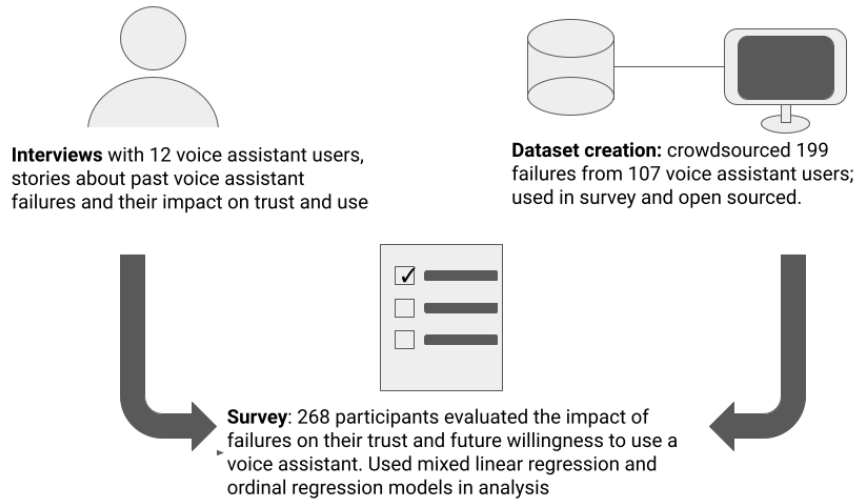 Interviews with 12 voice assistant users,
stories about past voice assistant
failures and their impact on trust and use
Dataset creation: crowdsourced 199
failures from 107 voice assistant users;
used in survey and open sourced.
Survey: 268 participants evaluated the impact of
failures on their trust and future willingness to use a
voice assistant. Used mixed linear regression and
ordinal regression models in analysis